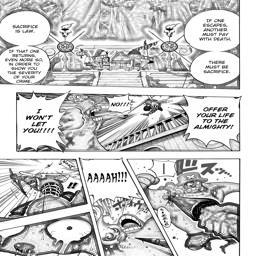 IF ONE
ESCAPES,
ANOTHER
MUST PAY
WITH DEATH.
THERE
MUST BE
SACRIFICE.
SACRIFICE
IS LAW.
IF THAT ONE
RETURNS,
EVEN MORE SO,
IN ORDER TO
SHOW YOU
THE SEVERITY
OF YOUR
CRIME.
OFFER
YOUR LIFE
TO THE
ALMIGHTY!
NO!!!
I
WON'T
LET
YOU!!!!
AAAAH!!!